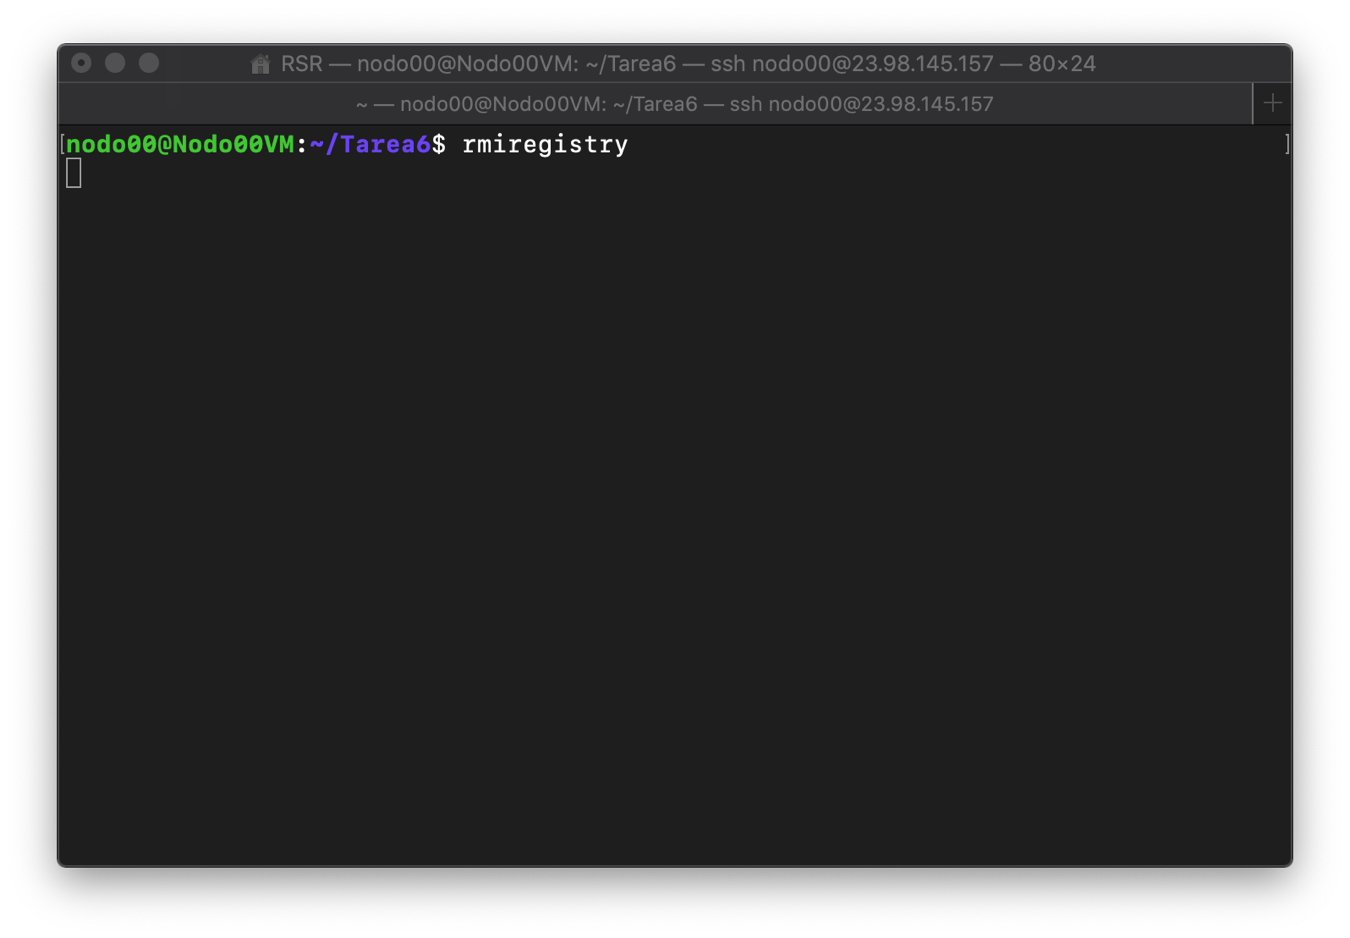 RSR — nodo00@Nodo00VM: ~/Tarea6 — ssh nodo00@23.98.145.157 — 80×24
~ — nodo00@Nodo00VM: ~/Tarea6 — ssh nodo00@23.98.145.157 +
[nodo00@Nodo00VM:~/Tarea6$ rmiregistry ]